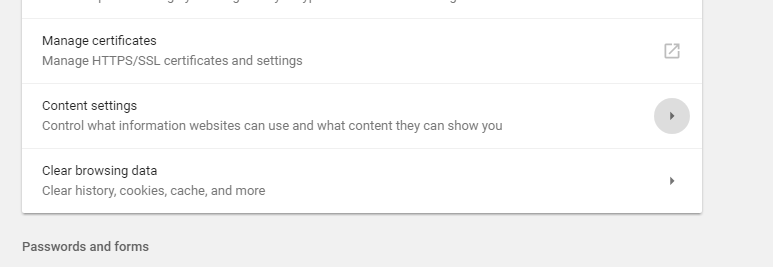 Manage certificates
Manage HTTPS/SSL certificates and settings
Content settings
Control what information websites can use and what content they can show you
Clear browsing data
Clear history, cookies, cache, and more
Passwords and forms